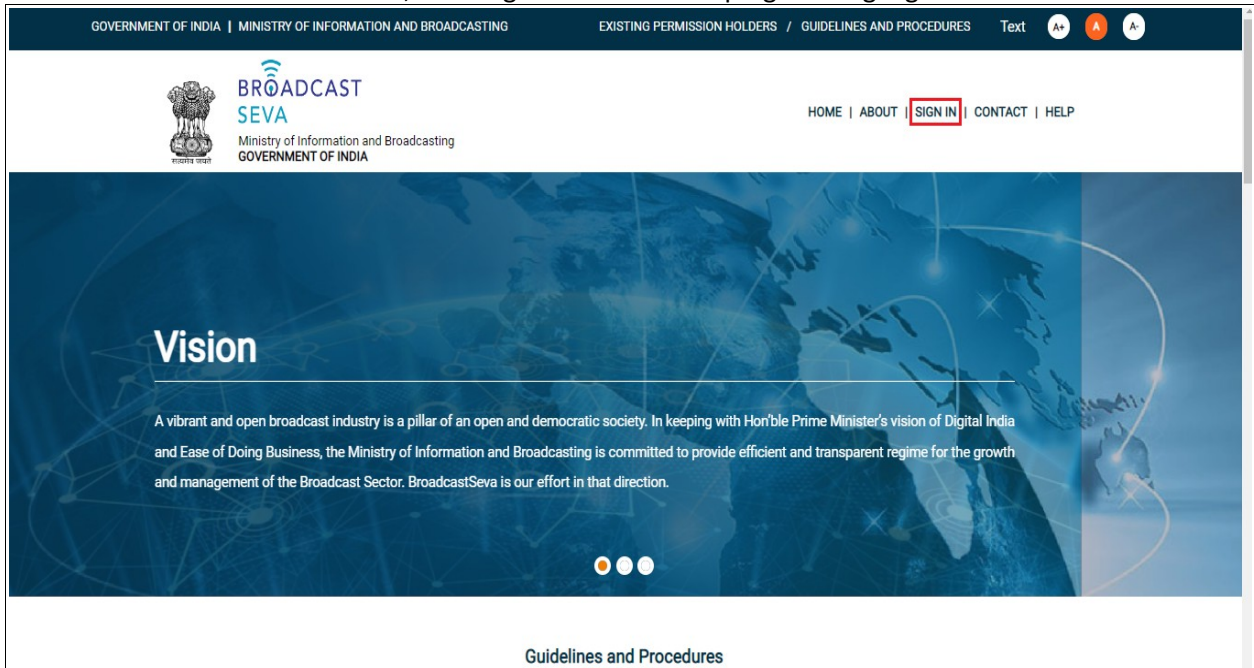 GOVERNMENT OF INDIA | MINISTRY OF INFORMATION AND BROADCASTING EXISTING PERMISSION HOLDERS / GUIDELINES AND PROCEDURES Text A+ A A-
BROADCAST
SEVA
Ministry of Information and Broadcasting
GOVERNMENT OF INDIA
सत्यमेव जयते
HOME | ABOUT | SIGN IN | CONTACT | HELP
Vision
A vibrant and open broadcast industry is a pillar of an open and democratic society. In keeping with Hon'ble Prime Minister's vision of Digital India
and Ease of Doing Business, the Ministry of Information and Broadcasting is committed to provide efficient and transparent regime for the growth
and management of the Broadcast Sector. BroadcastSeva is our effort in that direction.
Guidelines and Procedures